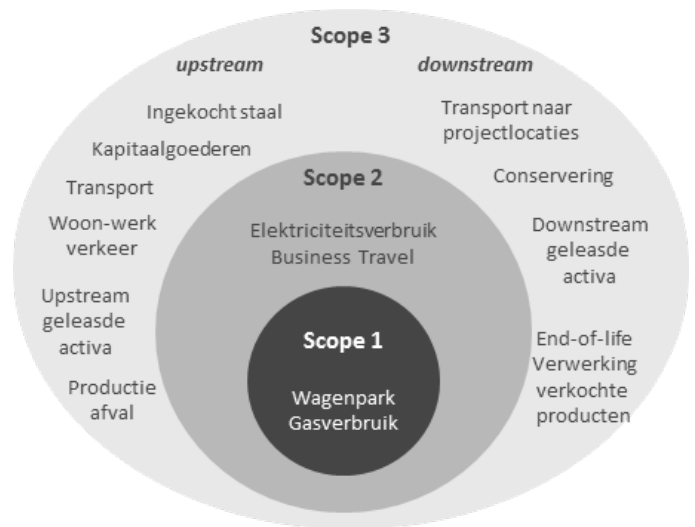 Scope 3
upstream
downstream
Ingekocht staal
Kapitaalgoederen
Transport
Woon-werk
verkeer
Upstream
geleasde
activa
Productie
afval
Transport naar
projectlocaties
Conservering
Downstream
geleasde
activa
End-of-life
Verwerking
verkochte
producten
Scope 2
Elektriciteitsverbruik
Business Travel
Scope 1
Wagenpark
Gasverbruik